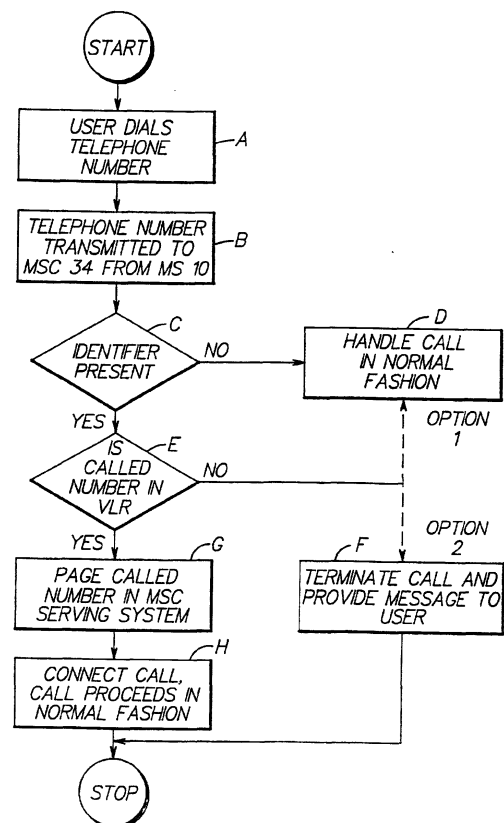 START
USER DIALS
TELEPHONE
NUMBER
A
TELEPHONE NUMBER
TRANSMITTED TO
MSC 34 FROM MS 10
B
C
IDENTIFIER
PRESENT
NO
YES
D
HANDLE CALL
IN NORMAL
FASHION
OPTION
1
E
IS
CALLED
NUMBER IN
VLR
NO
YES
OPTION
2
F
TERMINATE CALL AND
PROVIDE MESSAGE TO
USER
G
PAGE CALLED
NUMBER IN MSC
SERVING SYSTEM
H
CONNECT CALL,
CALL PROCEEDS IN
NORMAL FASHION
STOP